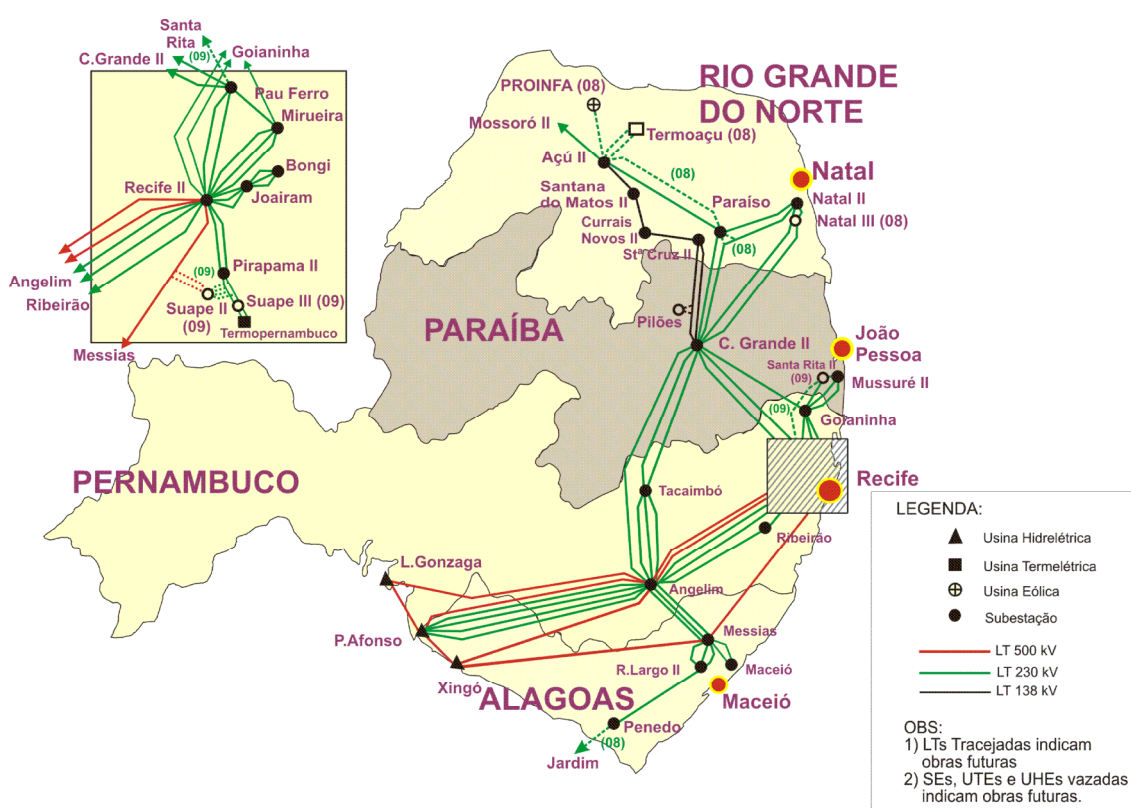 Santa
Rita
(09)
Goianinha
C.Grande II
Pau Ferro
Mirueira
Bongi
Recife II
Joairam
Angelim
Ribeirão
(09)
Pirapama II
Suape II
(09)
Suape III (09)
Termopernambuco
Messias
RIO GRANDE
DO NORTE
PROINFA (08)
Mossoró II
Termoaçu (08)
Açú II
(08)
Natal
Santana
do Matos II
Paraiso
Natal II
Natal III (08)
Currais
Novos II
(08)
Stª Cruz II
PARAÍBA
Pilões
C. Grande II
João
Pessoa
Santa Rita II
(09)
Mussuré II
(09)
Goianinha
PERNAMBUCO
Tacaimbó
Recife
Ribeirão
L.Gonzaga
Angelim
P.Afonso
Messias
Xingó
R.Largo II
Maceió
ALAGOAS
Maceió
Penedo
(08)
Jardim
LEGENDA:
Usina Hidrelétrica
Usina Termelétrica
Usina Eólica
Subestação
LT 500 kV
LT 230 kV
LT 138 kV
OBS:
1) LTs Tracejadas indicam
obras futuras
2) SEs, UTEs e UHEs vazadas
indicam obras futuras.